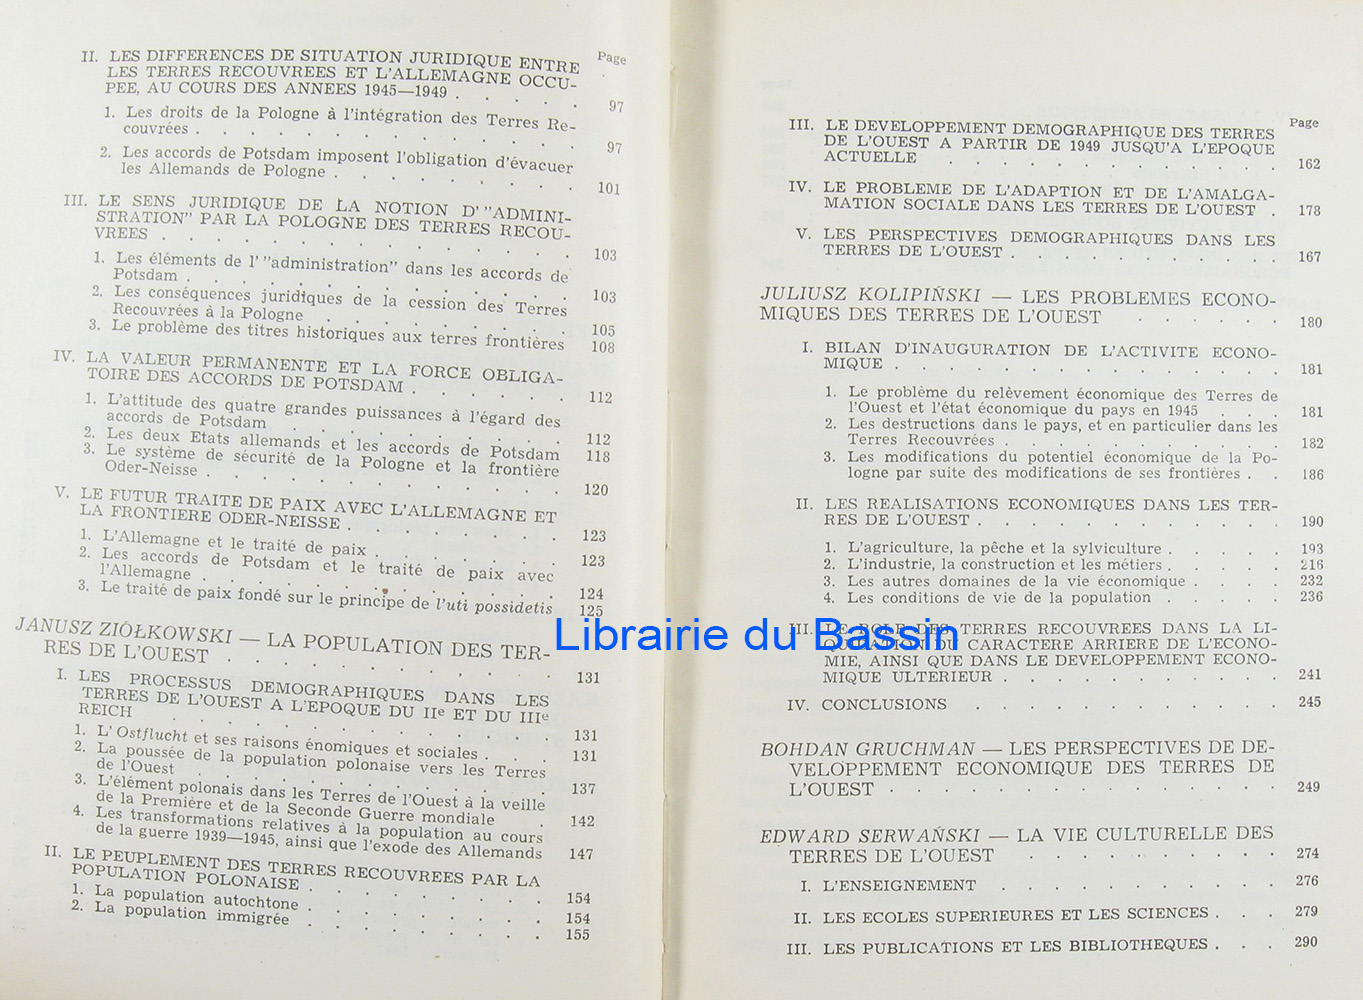 Page
II. LES DIFFERENCES DE SITUATION JURIDIQUE ENTRE
LES TERRES RECOUVREES ET L'ALLEMAGNE OCCU-
PEE, AU COURS DES ANNEES 1945—1949 . . . . . 97
1. Les droits de la Pologne à l'intégration des Terres Re-
couvrées . . . . . . . . . . . . 97
2. Les accords de Potsdam imposent l'obligation d'évacuer
les Allemands de Pologne . . . . . . . . 101
III. LE SENS JURIDIQUE DE LA NOTION D' "ADMINI-
STRATION" PAR LA POLOGNE DES TERRES RECOU-
VREES . . . . . . . . . . . . . . 103
1. Les éléments de l' "administration" dans les accords de
Potsdam . . . . . . . . . . . . 103
2. Les conséquences juridiques de la cession des Terres
Recouvrées à la Pologne . . . . . . . . 105
3. Le problème des titres historiques aux terres frontières 108
IV. LA VALEUR PERMANENTE ET LA FORCE OBLIGA-
TOIRE DES ACCORDS DE POTSDAM . . . . . . 112
1. L'attitude des quatre grandes puissances à l'égard des
accords de Potsdam . . . . . . . . . 112
2. Les deux Etats allemands et les accords de Potsdam 118
3. Le système de sécurité de la Pologne et la frontière
Oder-Neisse . . . . . . . . . . . 120
V. LE FUTUR TRAITE DE PAIX AVEC L'ALLEMAGNE ET
LA FRONTIERE ODER-NEISSE . . . . . . . 123
1. L'Allemagne et le traité de paix . . . . . . 123
2. Les accords de Potsdam et le traité de paix avec
l'Allemagne . . . . . . . . . . . 124
3. Le traité de paix fondé sur le principe de l'uti possidetis 125
JANUSZ ZIÓŁKOWSKI — LA POPULATION DES TER-
RES DE L'OUEST . . . . . . . . . . 131
I. LES PROCESSUS DEMOGRAPHIQUES DANS LES
TERRES DE L'OUEST A L'EPOQUE DU IIe ET DU IIIe
REICH . . . . . . . . . . . . 131
1. L' Ostflucht et ses raisons énomiques et sociales . . . 131
2. La poussée de la population polonaise vers les Terres
de l'Ouest . . . . . . . . . . . 137
3. L'élément polonais dans les Terres de l'Ouest à la veille
de la Première et de la Seconde Guerre mondiale . 142
4. Les transformations relatives à la population au cours
de la guerre 1939—1945, ainsi que l'exode des Allemands 147
II. LE PEUPLEMENT DES TERRES RECOUVREES PAR LA
POPULATION POLONAISE . . . . . . . . 154
1. La population autochtone . . . . . . . . 154
2. La population immigrée . . . . . . . . 155
Page
III. LE DEVELOPPEMENT DEMOGRAPHIQUE DES TERRES
DE L'OUEST A PARTIR DE 1949 JUSQU'A L'EPOQUE
ACTUELLE . . . . . . . . . . . . 162
IV. LE PROBLEME DE L'ADAPTION ET DE L'AMALGA-
MATION SOCIALE DANS LES TERRES DE L'OUEST . 178
V. LES PERSPECTIVES DEMOGRAPHIQUES DANS LES
TERRES DE L'OUEST . . . . . . . . . . 167
JULIUSZ KOLIPIŃSKI — LES PROBLEMES ECONO-
MIQUES DES TERRES DE L'OUEST . . . . . . 180
I. BILAN D'INAUGURATION DE L'ACTIVITE ECONO-
MIQUE . . . . . . . . . . . . . . 181
1. Le problème du relèvement économique des Terres de
l'Ouest et l'état économique du pays en 1945 . . . 181
2. Les destructions dans le pays, et en particulier dans les
Terres Recouvrées . . . . . . . . . . 182
3. Les modifications du potentiel économique de la Po-
logne par suite des modifications de ses frontières . . 186
II. LES REALISATIONS ECONOMIQUES DANS LES TER-
RES DE L'OUEST . . . . . . . . . . . 190
1. L'agriculture, la pêche et la sylviculture . . . . . 193
2. L'industrie, la construction et les métiers . . . . . 216
3. Les autres domaines de la vie économique . . . . 232
4. Les conditions de vie de la population . . . . . 236
Librairie du Bassin
III. LE ROLE DES TERRES RECOUVREES DANS LA LI-
QUIDATION DU CARACTERE ARRIERE DE L'ECONO-
MIE, AINSI QUE DANS LE DEVELOPPEMENT ECONO-
MIQUE ULTERIEUR . . . . . . . . . . 241
IV. CONCLUSIONS . . . . . . . . . . . 245
BOHDAN GRUCHMAN — LES PERSPECTIVES DE DE-
VELOPPEMENT ECONOMIQUE DES TERRES DE
L'OUEST . . . . . . . . . . . . 249
EDWARD SERWAŃSKI — LA VIE CULTURELLE DES
TERRES DE L'OUEST . . . . . . . . . 274
I. L'ENSEIGNEMENT . . . . . . . . . . 276
II. LES ECOLES SUPERIEURES ET LES SCIENCES . . . 279
III. LES PUBLICATIONS ET LES BIBLIOTHEQUES . . . 290